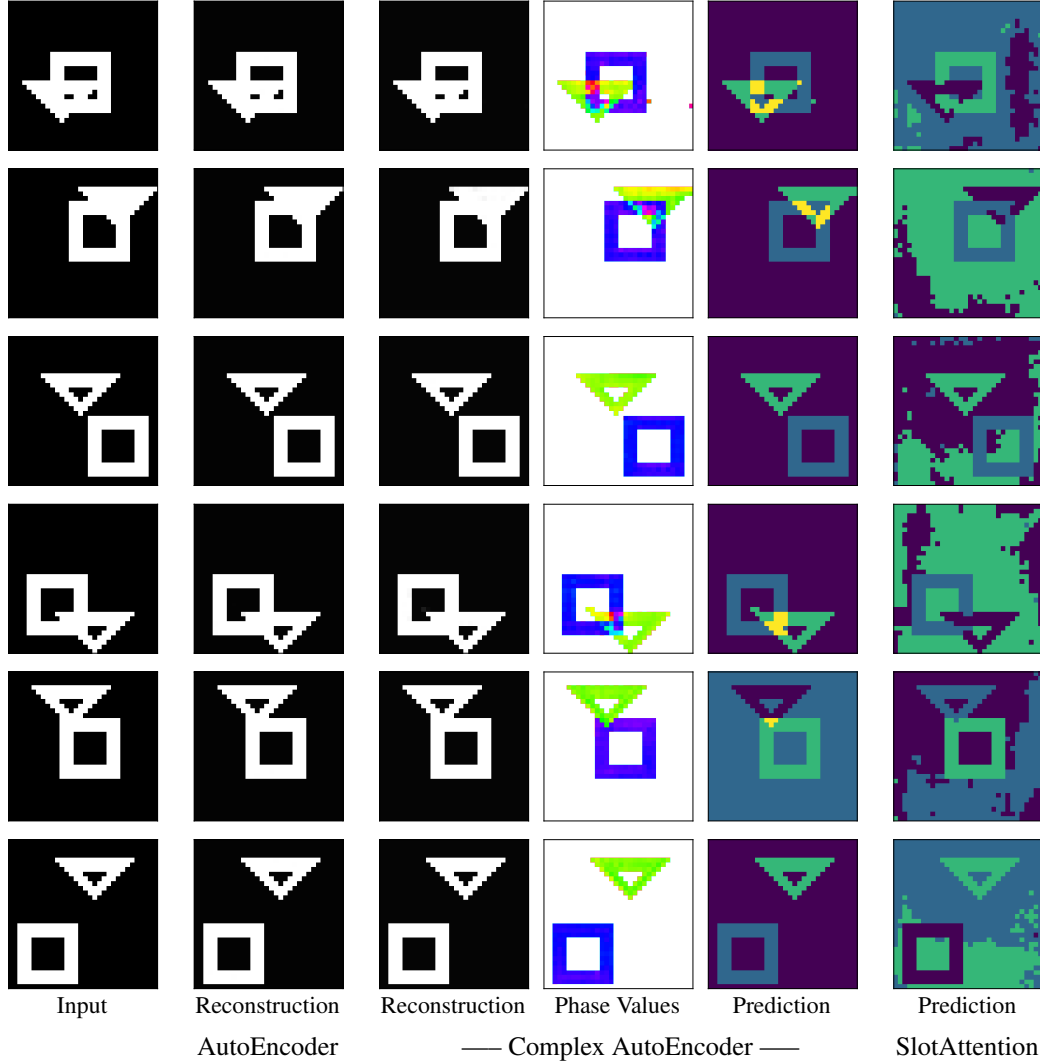 Input Reconstruction Reconstruction Phase Values Prediction Prediction
AutoEncoder —– Complex AutoEncoder —– SlotAttention